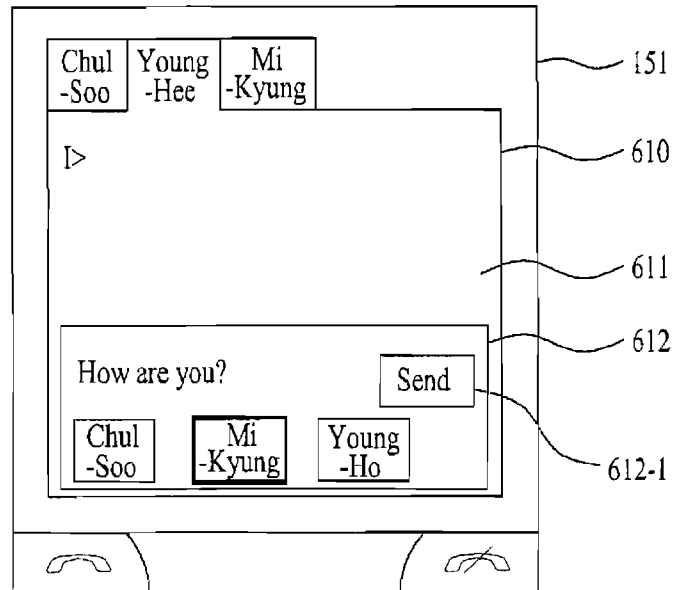 Chul
-Soo
Young
-Hee
Mi
-Kyung
151
▷
610
611
612
How are you?
Send
Chul
-Soo
Mi
-Kyung
Young
-Ho
612-1